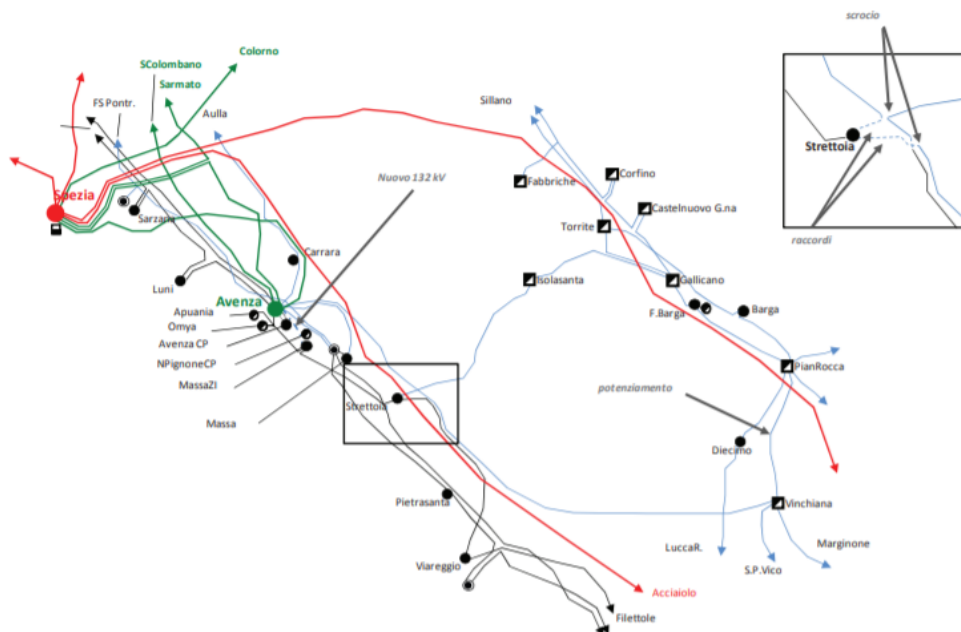 scrocio
Colorno
SColombano
Sarmato
FS Pontr.
Aulla
Sillano
Strettoia
Nuovo 132 kV
Fabbriche
Corfino
Spezia
Castelnuovo G.na
Sarzana
Torrite
raccordi
Carrara
Luni
Isolasanta
Gallicano
Avenza
Apuania
F.Barga
Barga
Omya
Avenza CP
NPignoneCP
PianRocca
MassaZI
potenziamento
Strettoia
Massa
Diecimo
Pietrasanta
Vinchiana
LuccaR.
Marginone
Viareggio
S.P.Vico
Acciaiolo
Filettole